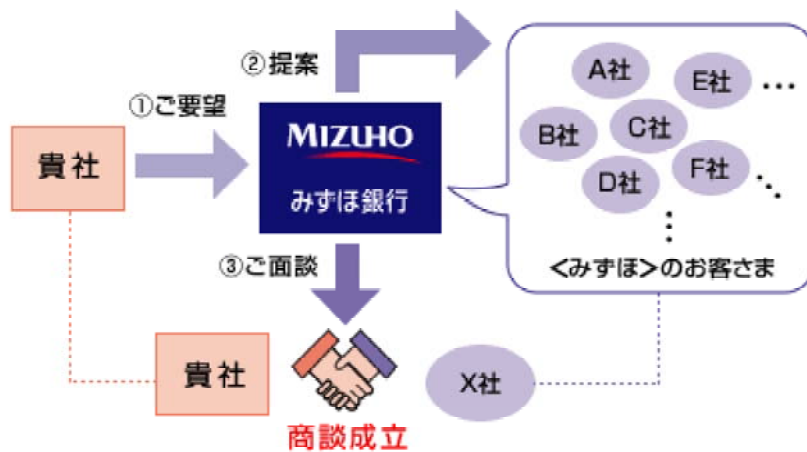 ②提案
①ご要望
貴社
MIZUHO
みずほ銀行
A社
E社 …
B社
C社
D社
F社
<みずほ>のお客さま
③ご面談
貴社
X社
商談成立